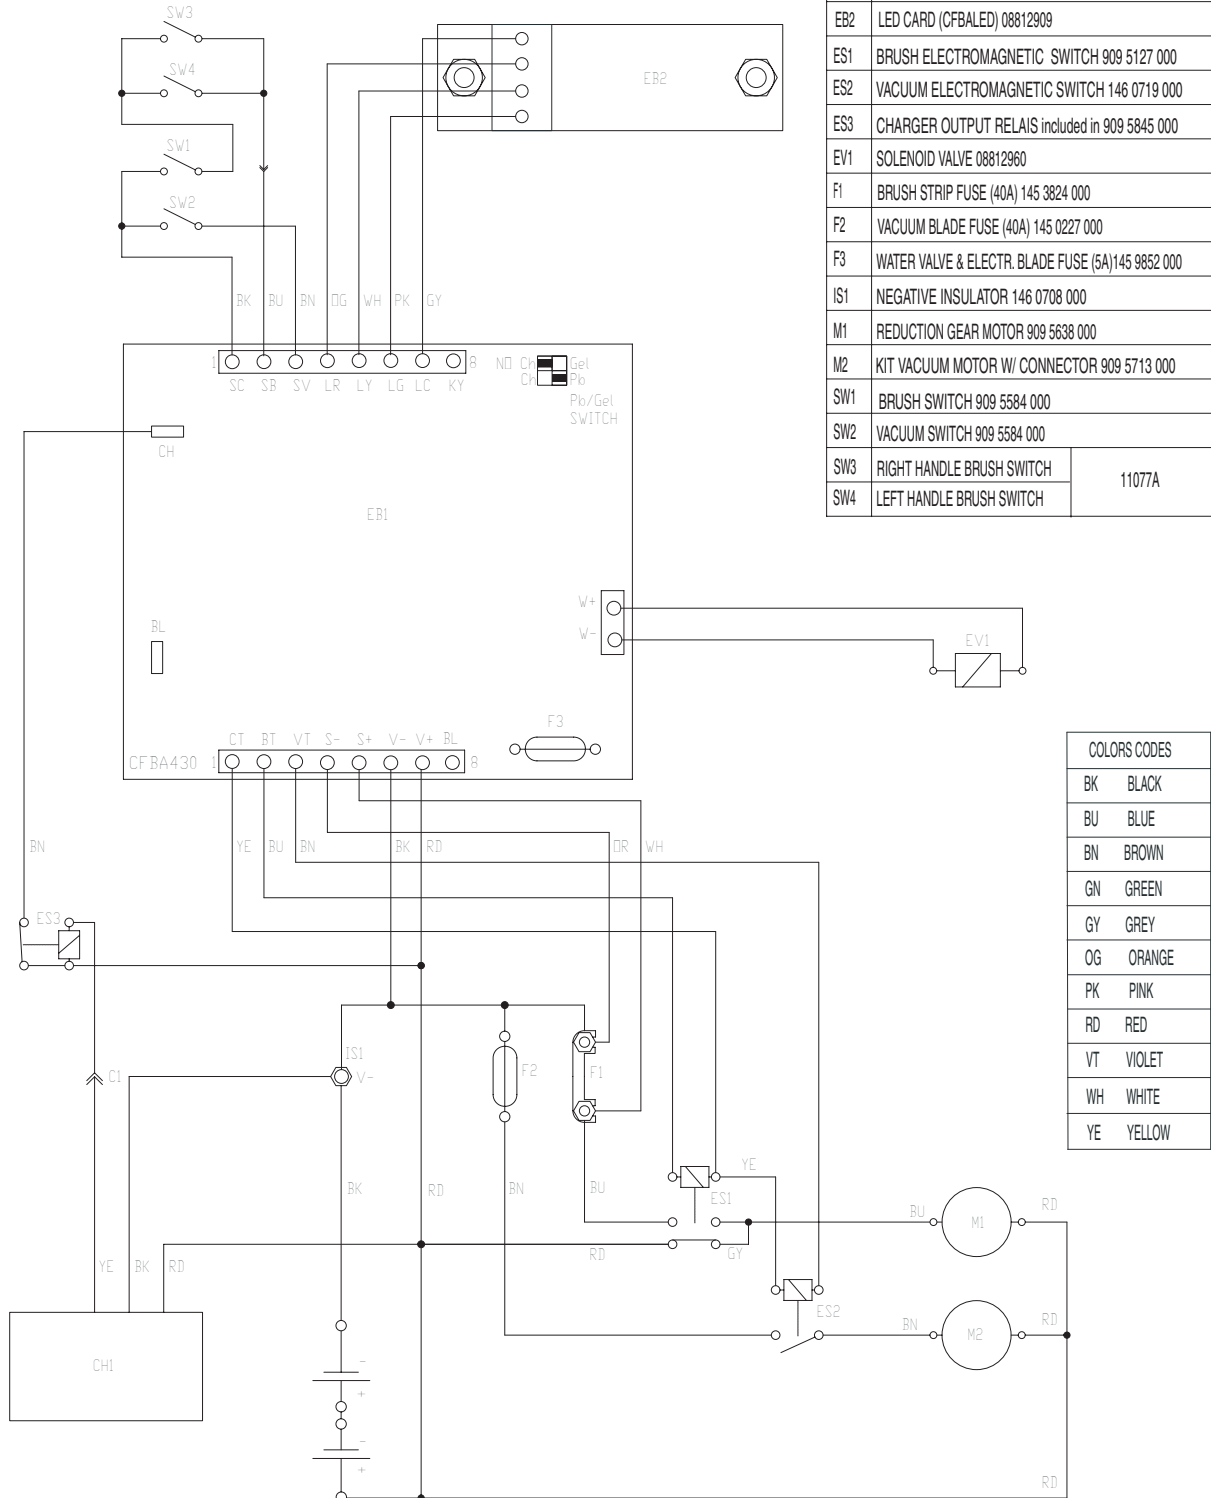 SW3
SW4
SW1
SW2
EB2
EB2 LED CARD (CFBALED) 08812909
ES1 BRUSH ELECTROMAGNETIC SWITCH 909 5127 000
ES2 VACUUM ELECTROMAGNETIC SWITCH 146 0719 000
ES3 CHARGER OUTPUT RELAIS included in 909 5845 000
EV1 SOLENOID VALVE 08812960
F1 BRUSH STRIP FUSE (40A) 145 3824 000
F2 VACUUM BLADE FUSE (40A) 145 0227 000
F3 WATER VALVE & ELECTR. BLADE FUSE (5A)145 9852 000
IS1 NEGATIVE INSULATOR 146 0708 000
M1 REDUCTION GEAR MOTOR 909 5638 000
M2 KIT VACUUM MOTOR W/ CONNECTOR 909 5713 000
SW1 BRUSH SWITCH 909 5584 000
SW2 VACUUM SWITCH 909 5584 000
SW3 RIGHT HANDLE BRUSH SWITCH
11077A
SW4 LEFT HANDLE BRUSH SWITCH
BK BU BN OG WH PK GY
1 8
SC SB SV LR LY LG LC KY
NO Ch Gel
Ch Pb
Pb/Gel
SWITCH
CH
EB1
W+
W-
EV1
BL
F3
CT BT VT S- S+ V- V+ BL
CFBA430 1 8
COLORS CODES
BK BLACK
BU BLUE
BN BROWN
GN GREEN
GY GREY
OG ORANGE
PK PINK
RD RED
VT VIOLET
WH WHITE
YE YELLOW
BN
YE BU BN BK RD OR WH
ES3
IS1
V-
F2
F1
C1
BK
RD
BN
BU
YE
ES1
BU
M1
RD
RD
GY
YE BK RD
ES2
BN
M2
RD
CH1
-
+
-
+
RD